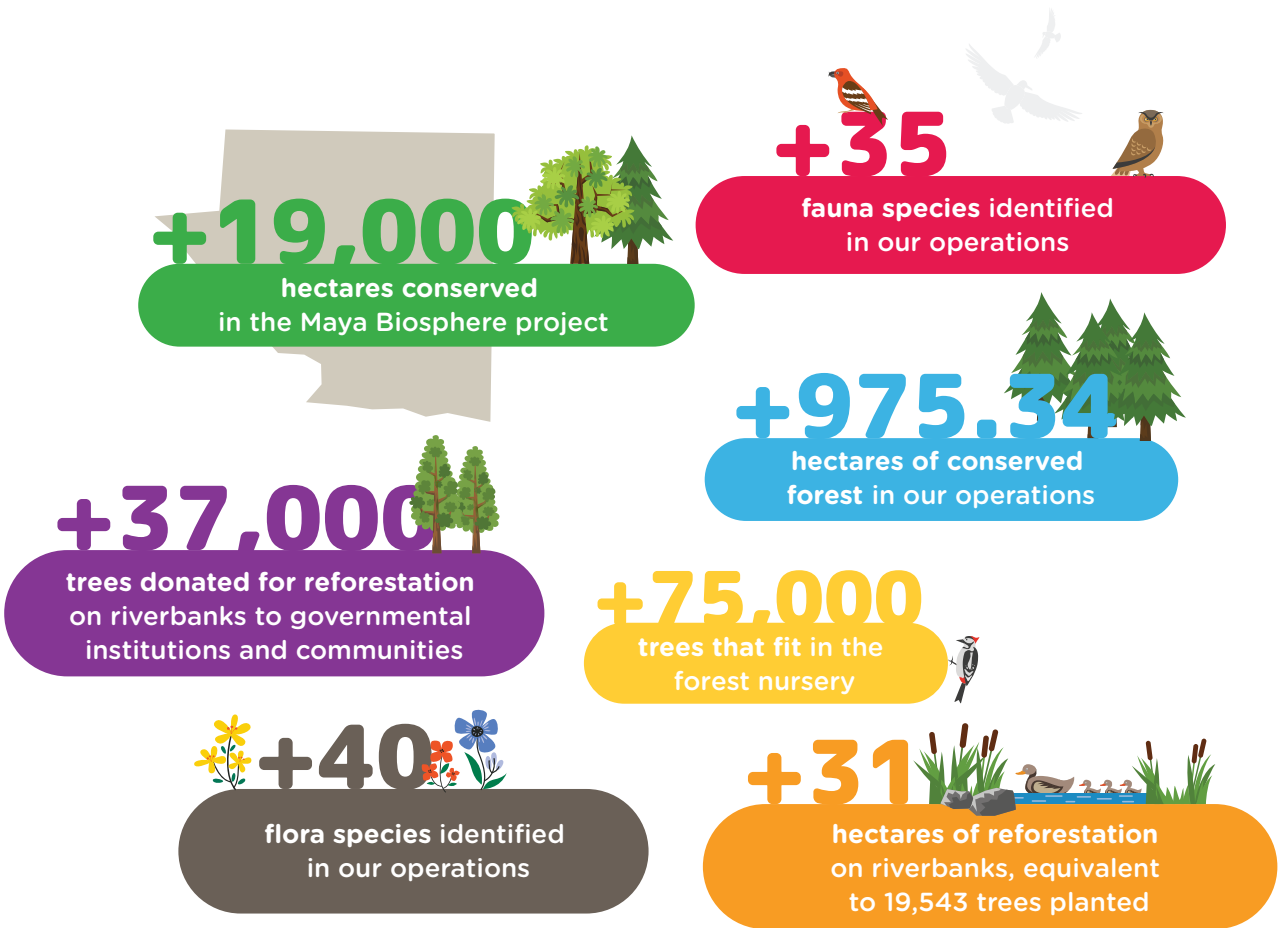 +19,000
hectares conserved
in the Maya Biosphere project
+35
fauna species identified
in our operations
+975.34
hectares of conserved
forest in our operations
+37,000
trees donated for reforestation
on riverbanks to governmental
institutions and communities
+75,000
trees that fit in the
forest nursery
+40
flora species identified
in our operations
+31
hectares of reforestation
on riverbanks, equivalent
to 19,543 trees planted